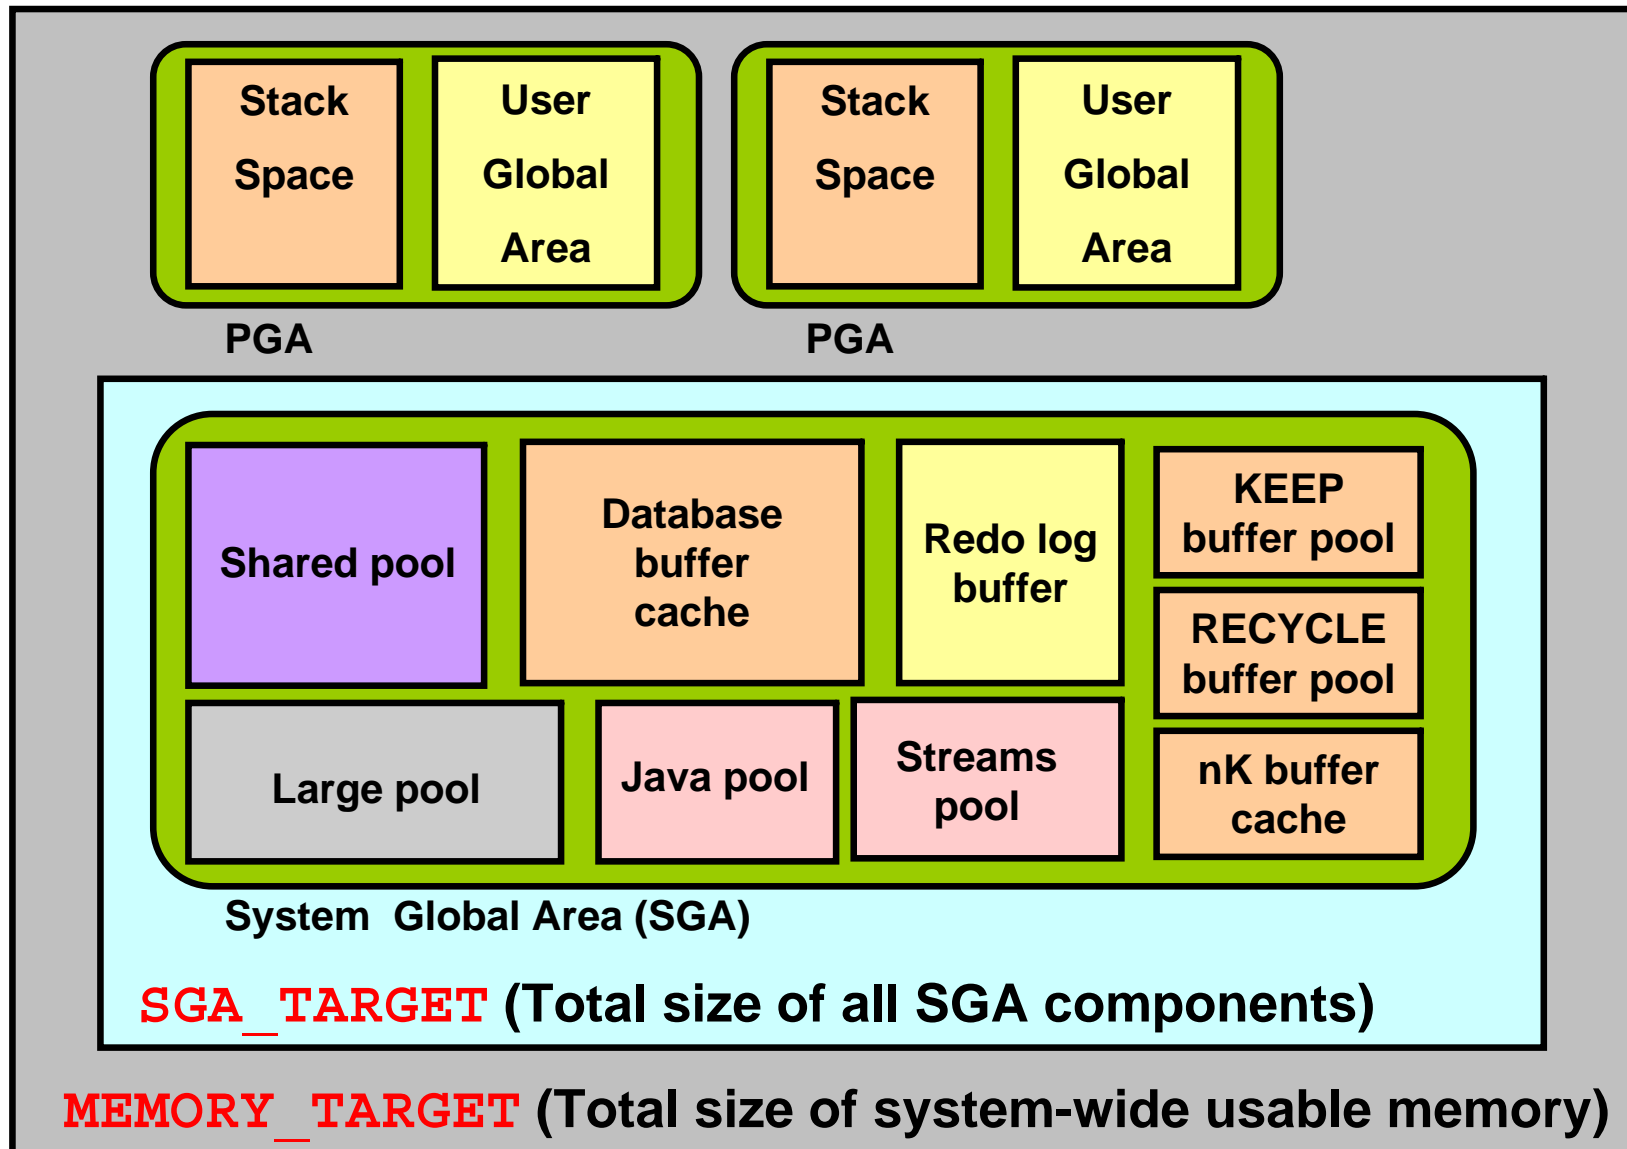 Stack
Space
User
Global
Area
Stack
Space
User
Global
Area
PGA
PGA
Shared pool
Database
buffer
cache
Redo log
buffer
KEEP
buffer pool
RECYCLE
buffer pool
nK buffer
cache
Large pool
Java pool
Streams
pool
System  Global Area (SGA)
SGA_TARGET (Total size of all SGA components)
MEMORY_TARGET (Total size of system-wide usable memory)